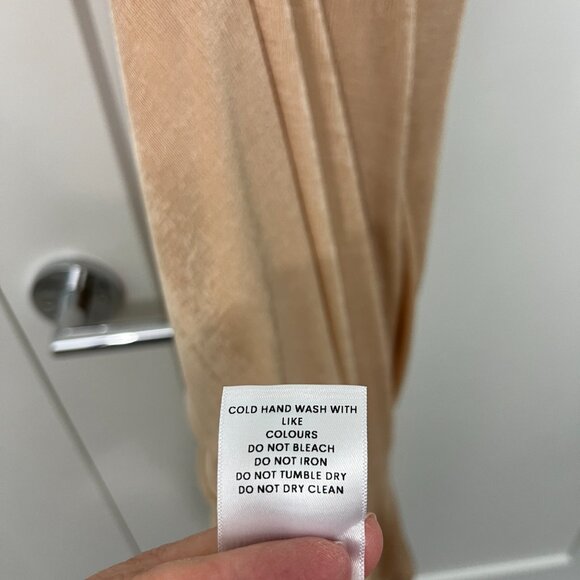 COLD HAND WASH WITH
LIKE
COLOURS
DO NOT BLEACH
DO NOT IRON
DO NOT TUMBLE DRY
DO NOT DRY CLEAN